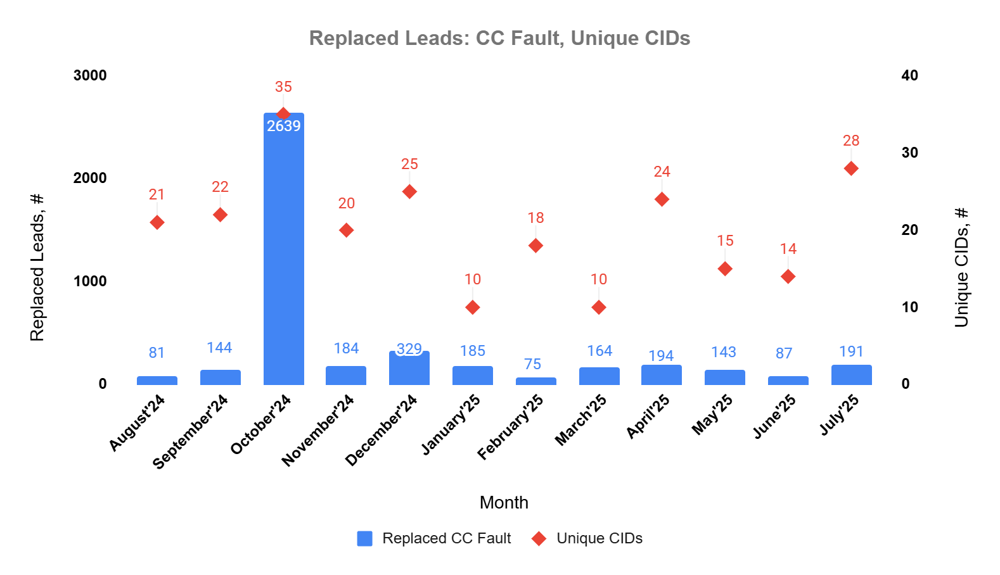 Replaced Leads: CC Fault, Unique CIDs
3000
2000
1000
0
Replaced Leads, #
40
30
20
10
0
Unique CIDs, #
21
22
35
20
25
10
18
10
24
15
14
28
81
144
2639
184
329
185
75
164
194
143
87
191
August'24
September'24
October'24
November'24
December'24
January'25
February'25
March'25
April'25
May'25
June'25
July'25
Month
Replaced CC Fault
Unique CIDs